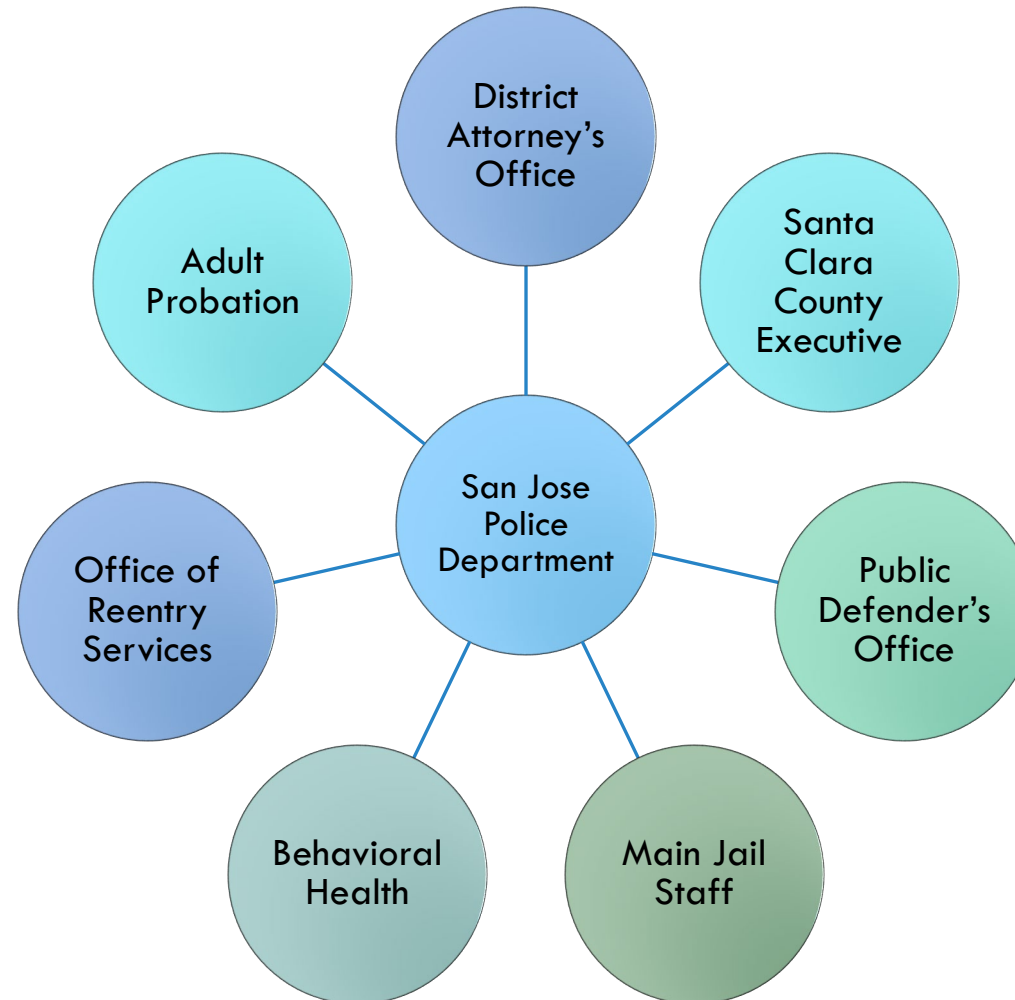 District
Attorney’s
Office
Santa
Clara
County
Executive
Public
Defender’s
Office
Main Jail
Staff
Behavioral
Health
Office of
Reentry
Services
Adult
Probation
San Jose
Police
Department